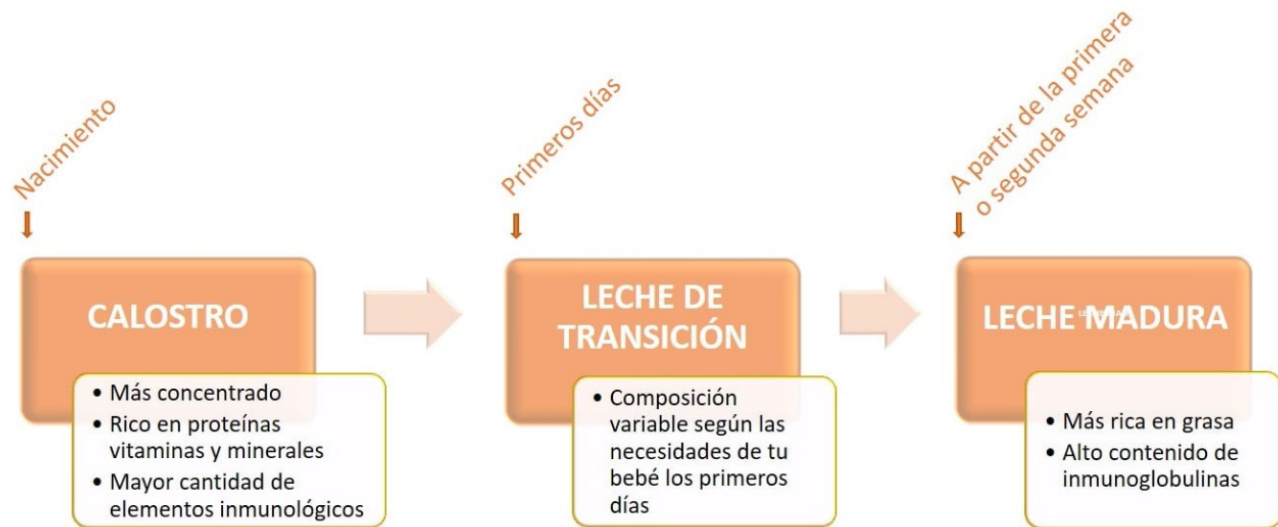 Nacimiento
CALOSTRO
• Más concentrado
• Rico en proteínas
vitaminas y minerales
• Mayor cantidad de
elementos inmunológicos
Primeros días
LECHE DE
TRANSICIÓN
• Composición
variable según las
necesidades de tu
bebé los primeros
días
A partir de la primera
o segunda semana
LECHE MADURA
• Más rica en grasa
• Alto contenido de
inmunoglobulinas